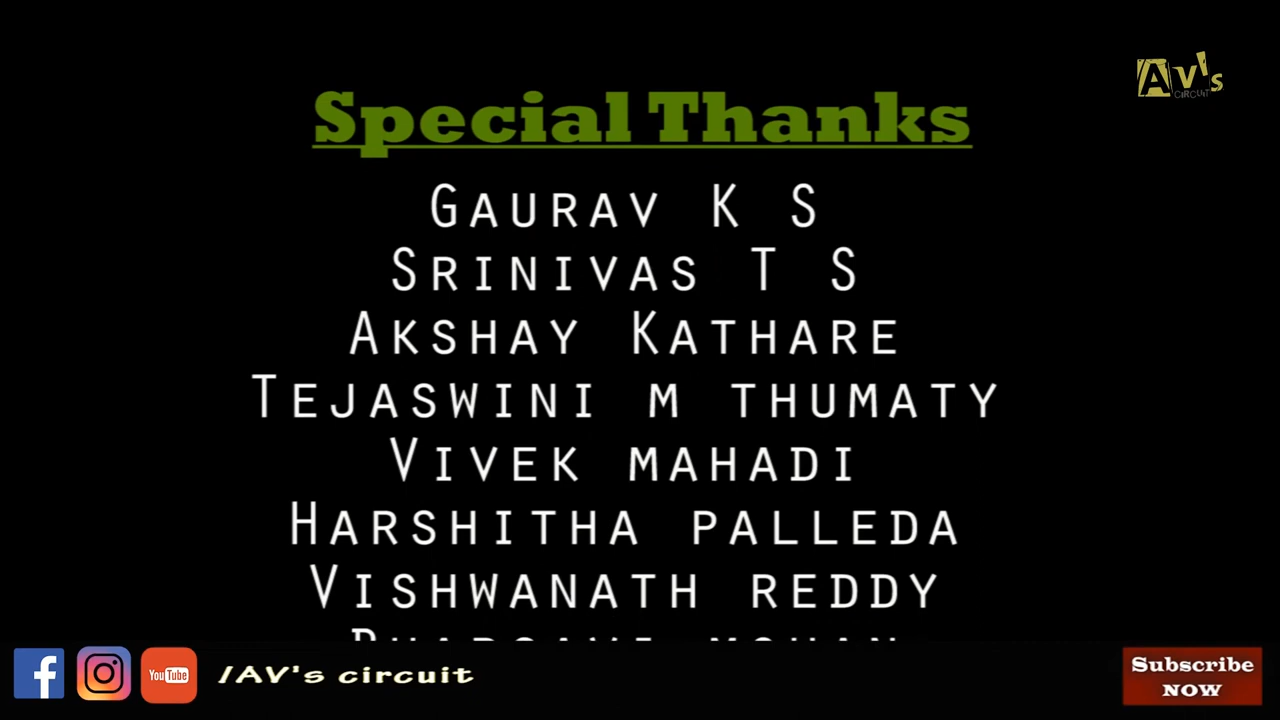 AV's
CIRCUIT
Special Thanks
GAURAV K S
SRINIVAS T S
AKSHAY KATHARE
TEJASWINI M THUMATY
VIVEK MAHADI
HARSHITHA PALLEDA
VISHWANATH REDDY
f
YouTube
/AV's circuit
Subscribe
NOW